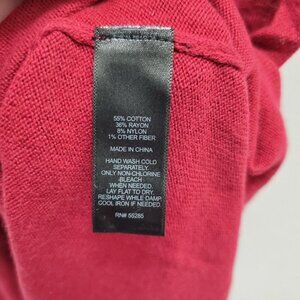 55% COTTON
36% RAYON
8% NYLON
1% OTHER FIBER
MADE IN CHINA
HAND WASH COLD
SEPARATELY.
ONLY NON-CHLORINE
BLEACH
WHEN NEEDED.
LAY FLAT TO DRY.
RESHAPE WHILE DAMP.
COOL IRON IF NEEDED.
RN# 55285